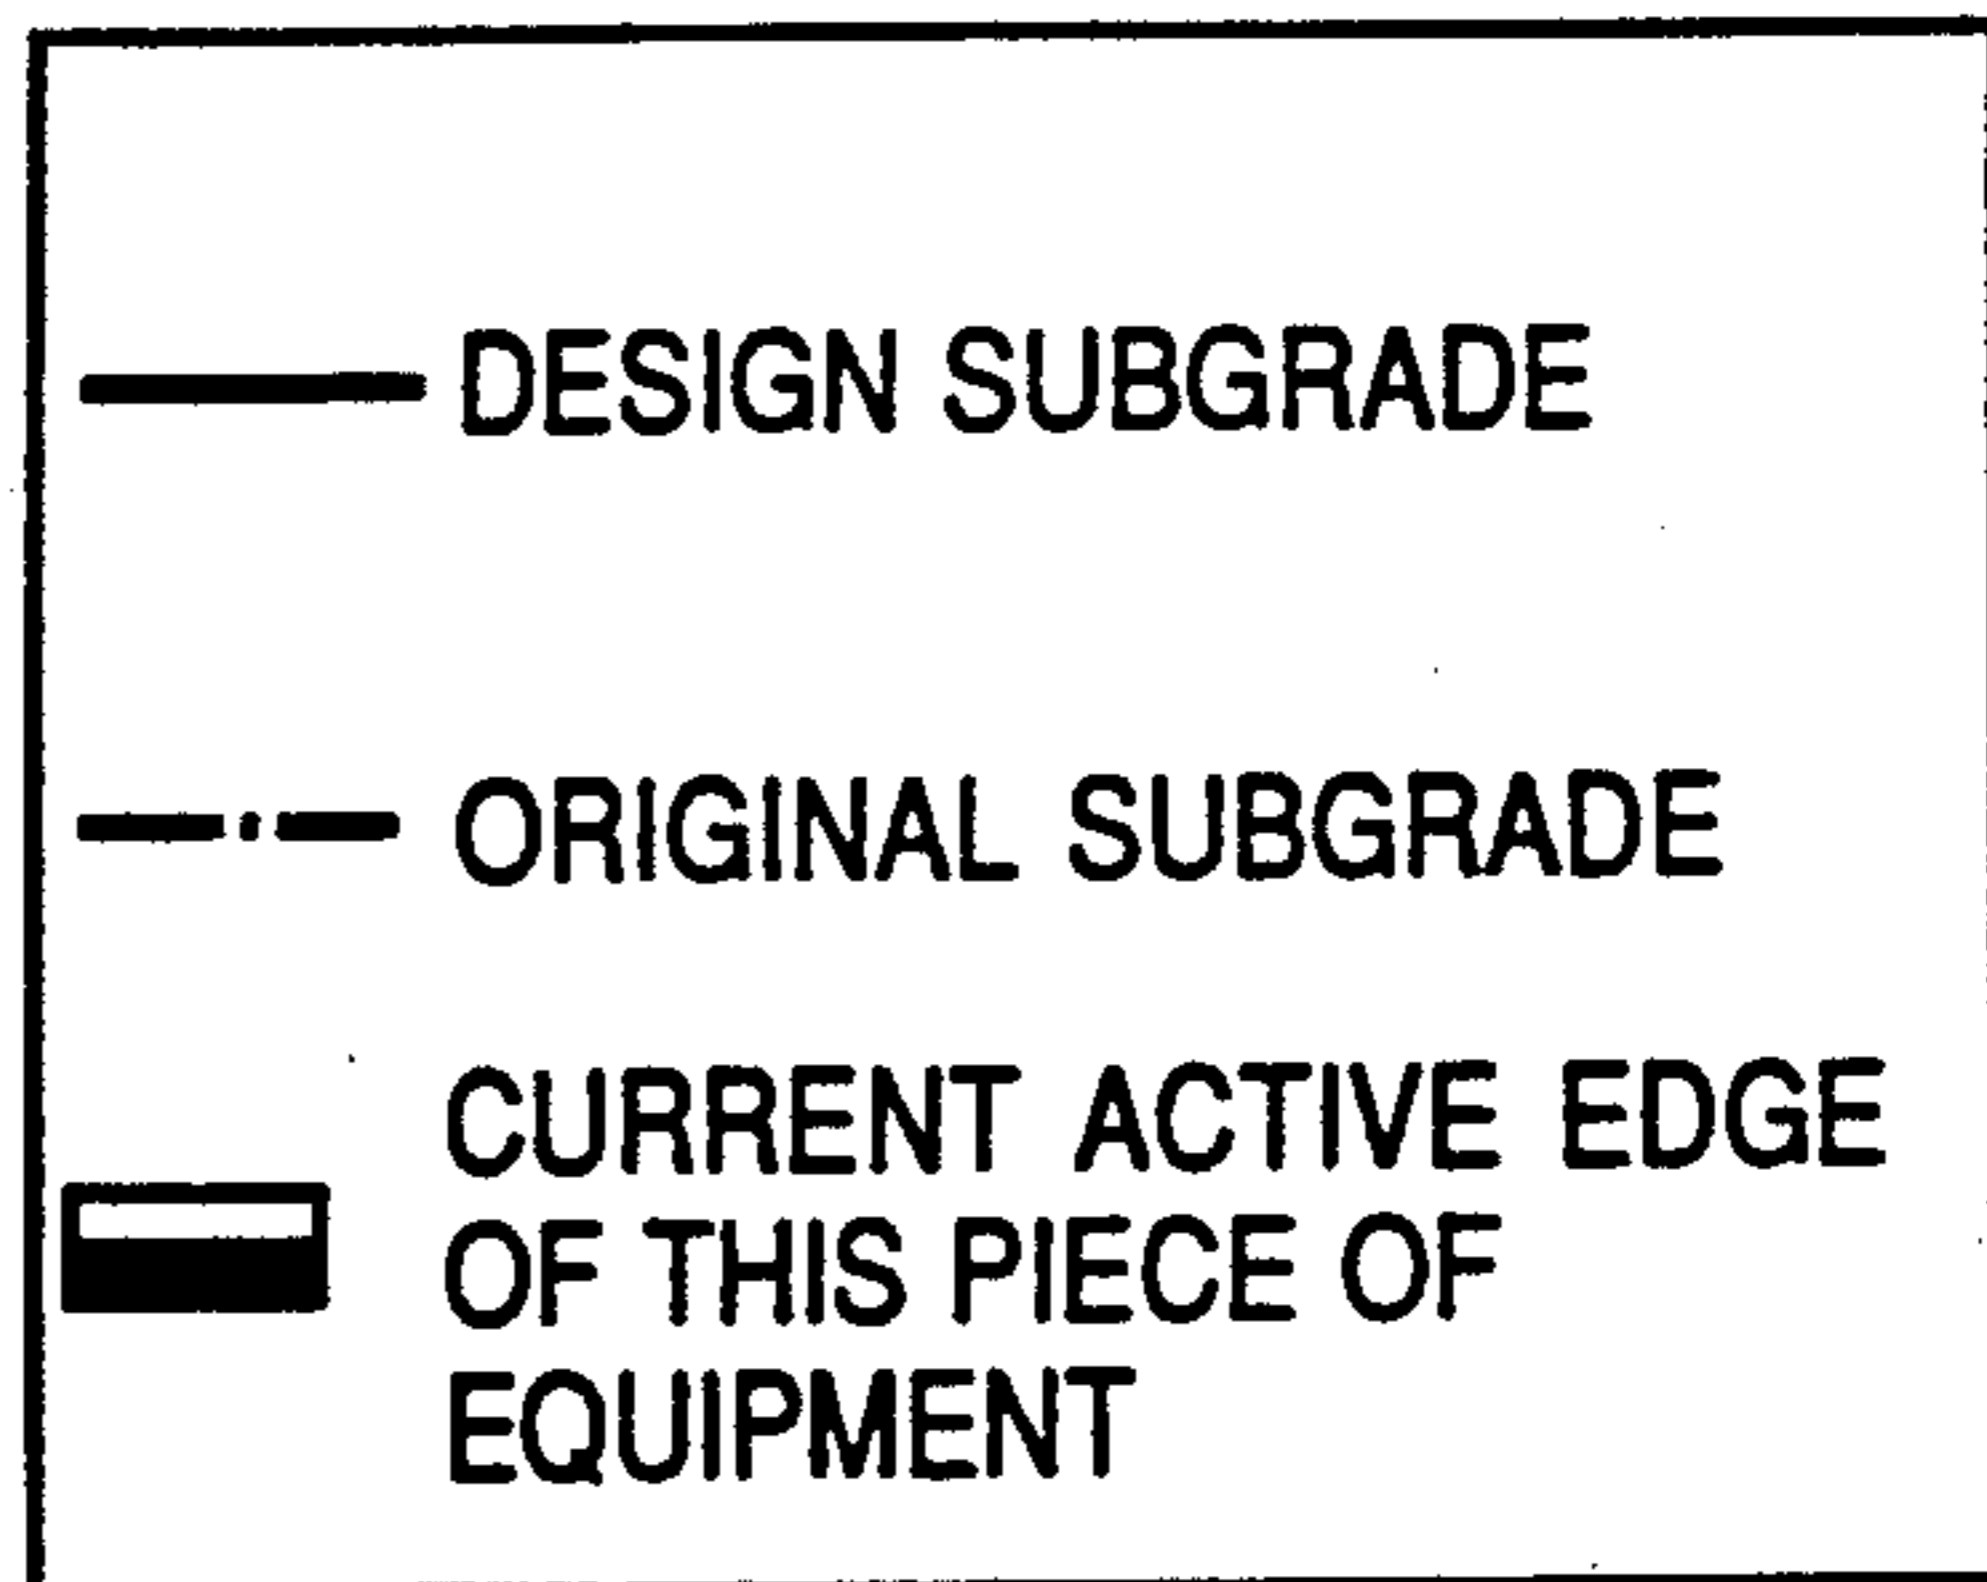 DESIGN SUBGRADE
ORIGINAL SUBGRADE
CURRENT ACTIVE EDGE
OF THIS PIECE OF
EQUIPMENT